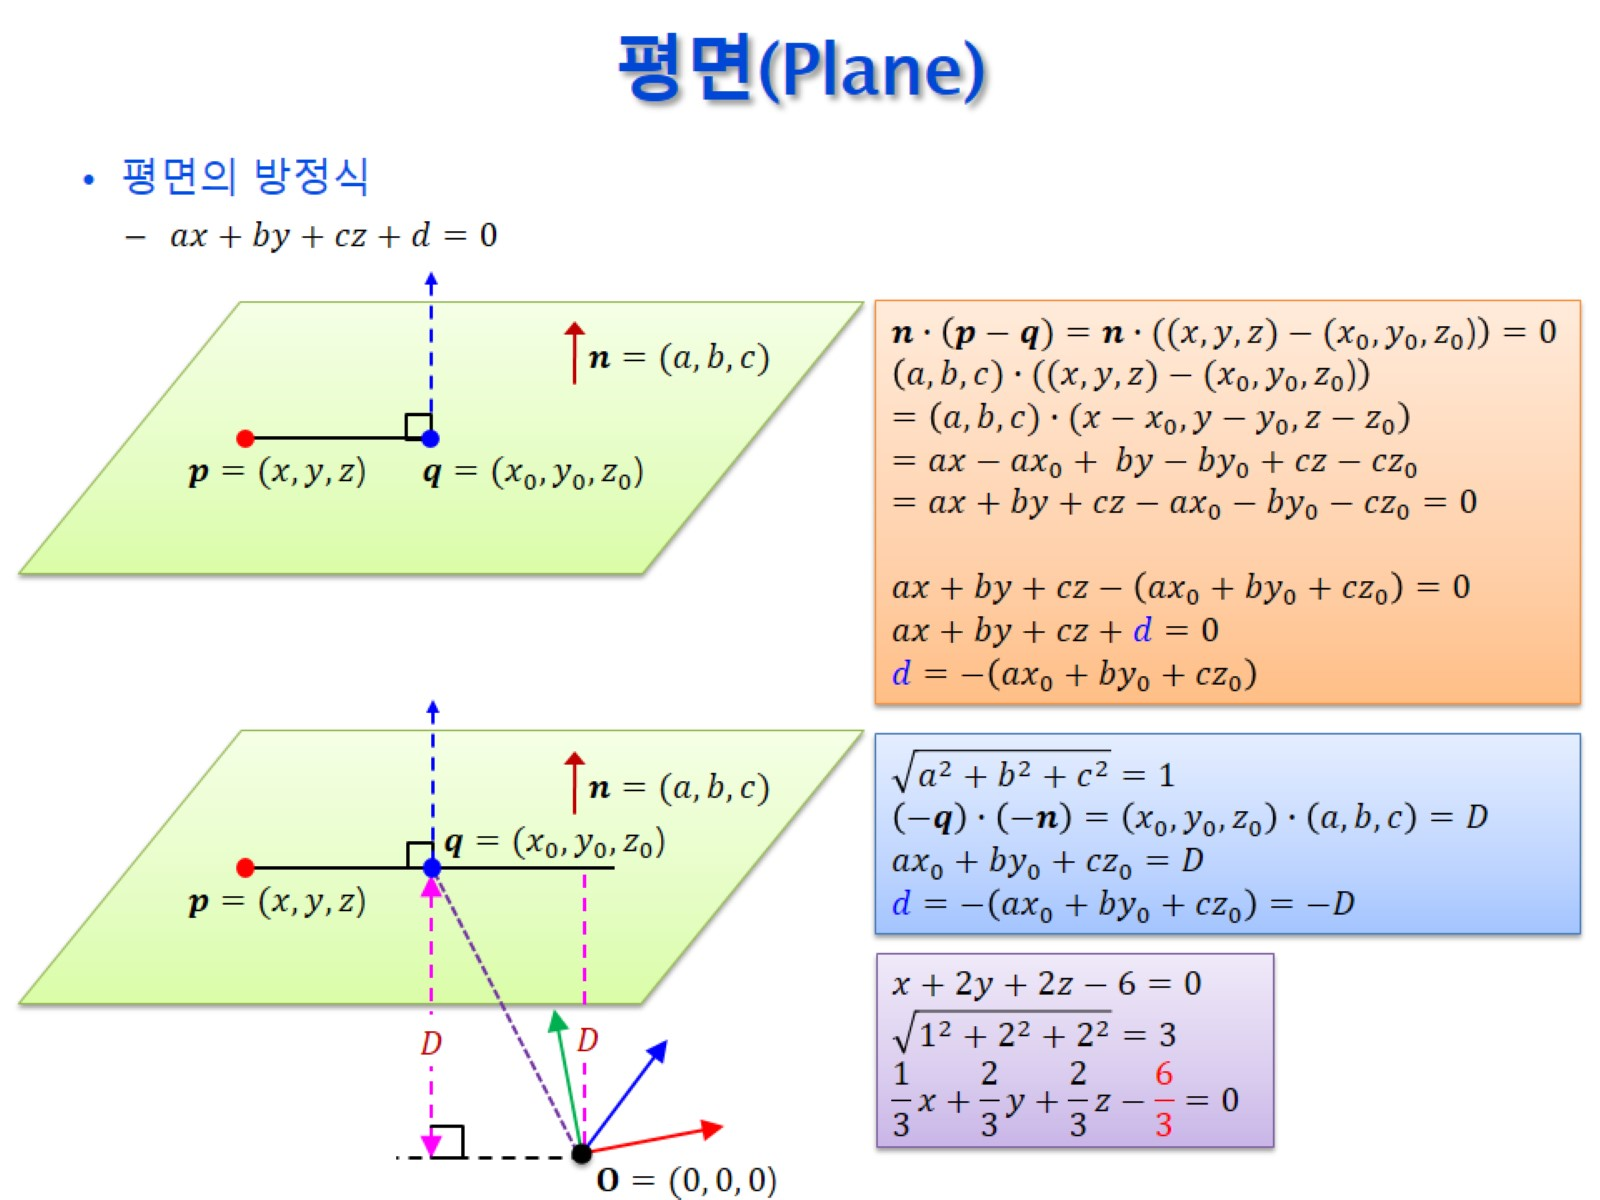 평면(Plane)
• 평면의 방정식
– ax + by + cz + d = 0
n = (a, b, c)
p = (x, y, z)
q = (x₀, y₀, z₀)
n · (p − q) = n · ((x, y, z) − (x₀, y₀, z₀)) = 0
(a, b, c) · ((x, y, z) − (x₀, y₀, z₀))
= (a, b, c) · (x − x₀, y − y₀, z − z₀)
= ax − ax₀ + by − by₀ + cz − cz₀
= ax + by + cz − ax₀ − by₀ − cz₀ = 0
ax + by + cz − (ax₀ + by₀ + cz₀) = 0
ax + by + cz + d = 0
d = −(ax₀ + by₀ + cz₀)
n = (a, b, c)
q = (x₀, y₀, z₀)
p = (x, y, z)
D
D
O = (0, 0, 0)
√(a² + b² + c²) = 1
(−q) · (−n) = (x₀, y₀, z₀) · (a, b, c) = D
ax₀ + by₀ + cz₀ = D
d = −(ax₀ + by₀ + cz₀) = −D
x + 2y + 2z − 6 = 0
√(1² + 2² + 2²) = 3
1/3 x + 2/3 y + 2/3 z − 6/3 = 0